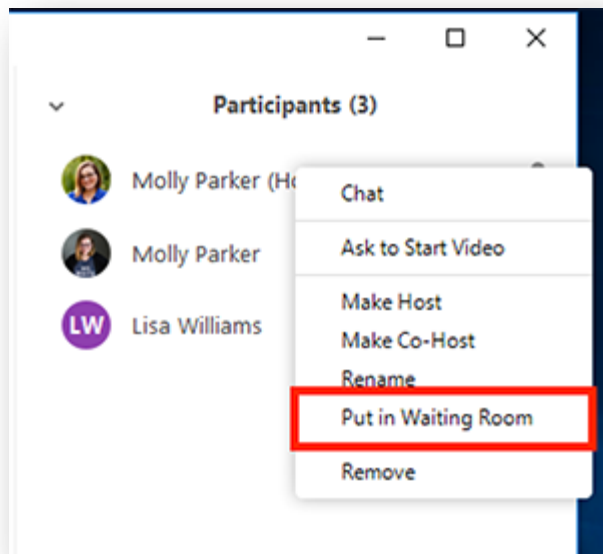 Participants (3)
Molly Parker (Ho
Chat
Molly Parker
Ask to Start Video
Make Host
LW Lisa Williams
Make Co-Host
Rename
Put in Waiting Room
Remove